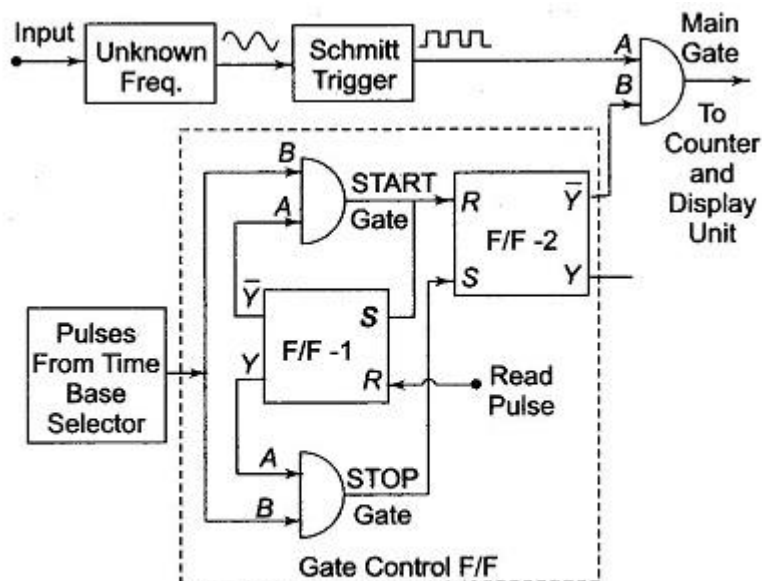 Input
Unknown
Freq.
Schmitt
Trigger
A
B
Main
Gate
To
Counter
and
Display
Unit
B
A
START
Gate
R
Y̅
F/F -2
S
Y
Y̅
S
F/F -1
Y
R
Pulses
From Time
Base
Selector
Read
Pulse
A
B
STOP
Gate
Gate Control F/F